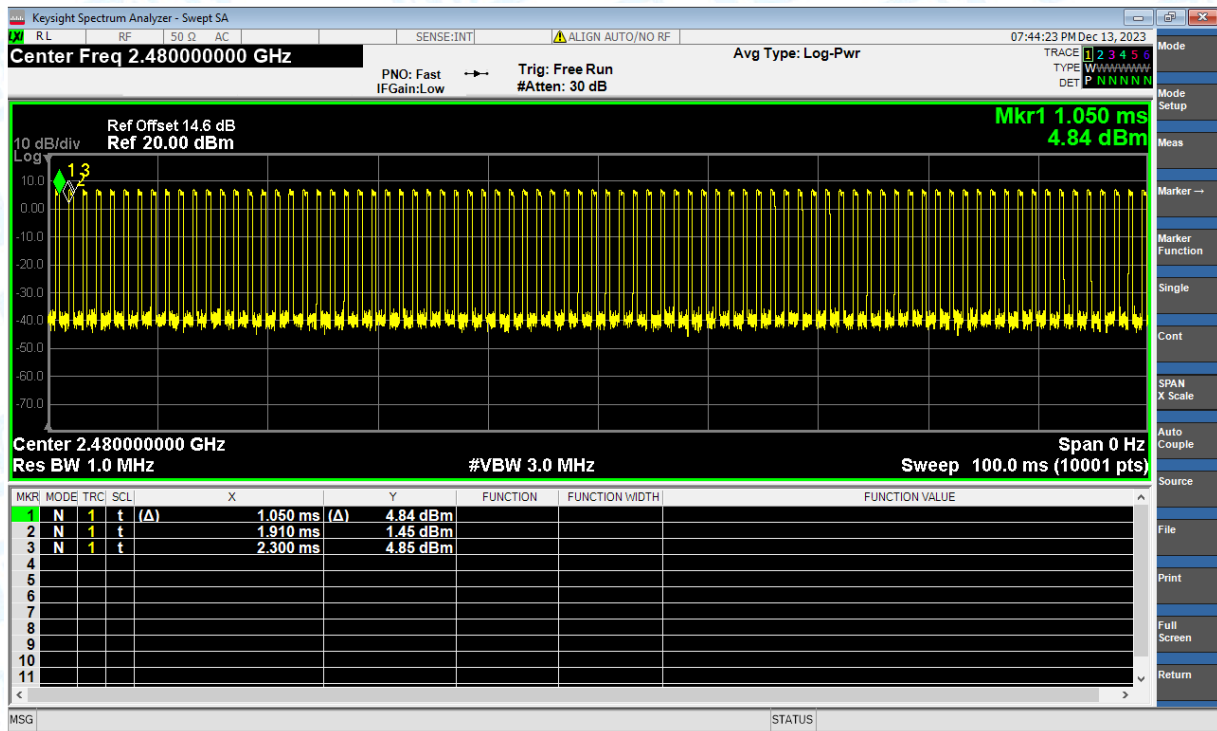 Keysight Spectrum Analyzer - Swept SA
LXI RL RF 50 Ω AC SENSE:INT ALIGN AUTO/NO RF 07:44:23 PM Dec 13, 2023
Center Freq 2.480000000 GHz Avg Type: Log-Pwr TRACE 1 2 3 4 5 6
PNO: Fast Trig: Free Run TYPE WWWWWW
IFGain:Low #Atten: 30 dB DET P N N N N N
Mkr1 1.050 ms
4.84 dBm
Ref Offset 14.6 dB
10 dB/div Ref 20.00 dBm
Log
1 2 3
10.0
0.00
-10.0
-20.0
-30.0
-40.0
-50.0
-60.0
-70.0
Center 2.480000000 GHz Span 0 Hz
Res BW 1.0 MHz #VBW 3.0 MHz Sweep 100.0 ms (10001 pts)
MKR MODE TRC SCL X Y FUNCTION FUNCTION WIDTH FUNCTION VALUE
1 N 1 t (Δ) 1.050 ms (Δ) 4.84 dBm
2 N 1 t 1.910 ms 1.45 dBm
3 N 1 t 2.300 ms 4.85 dBm
4
5
6
7
8
9
10
11
MSG STATUS
Mode
Mode
Setup
Meas
Marker →
Marker
Function
Single
Cont
SPAN
X Scale
Auto
Couple
Source
File
Print
Full
Screen
Return